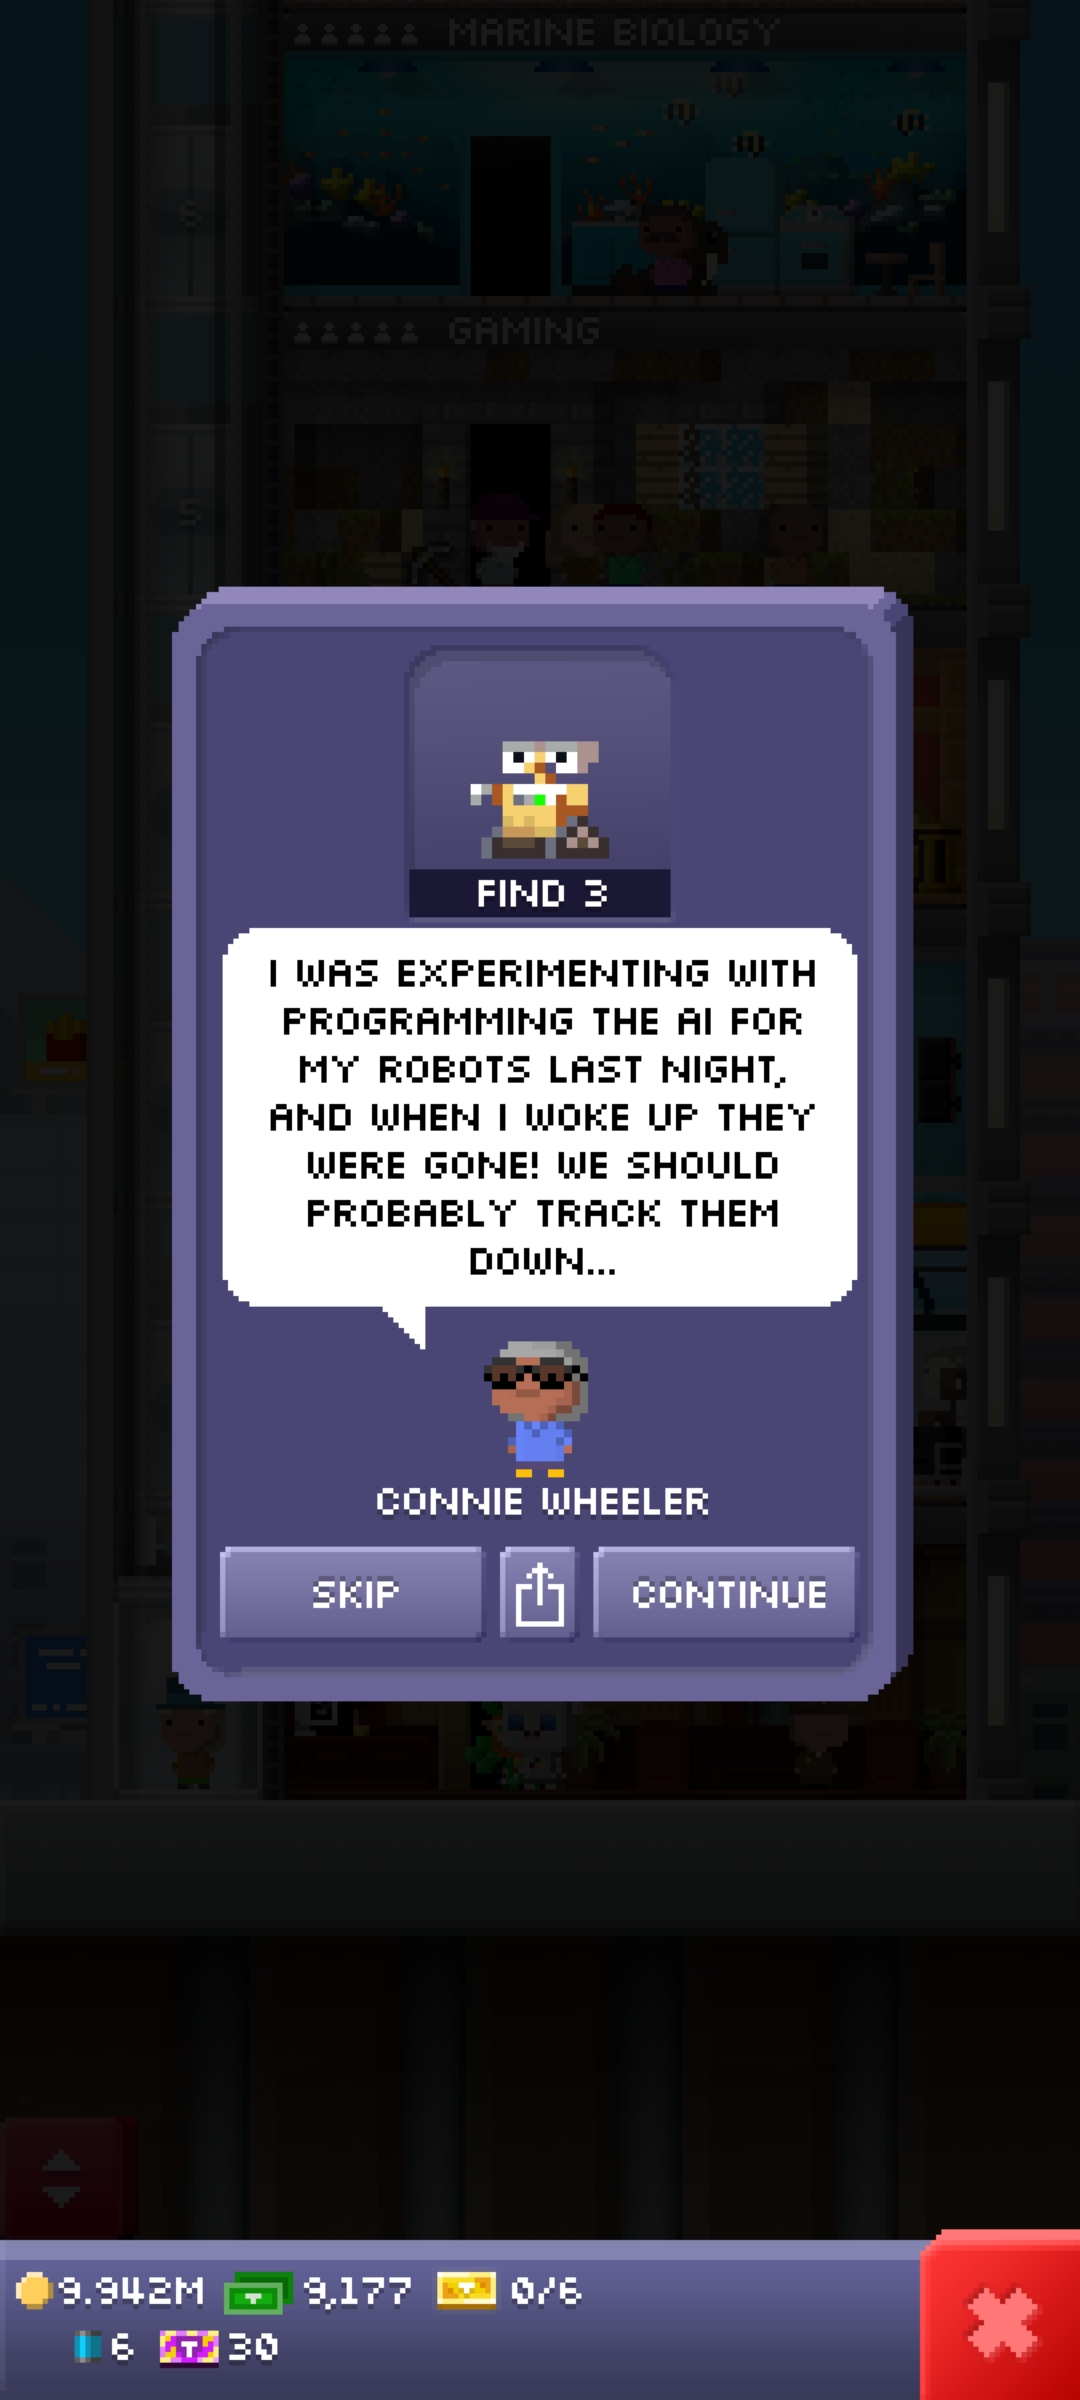 MARINE BIOLOGY
6
GAMING
5
FIND 3
I WAS EXPERIMENTING WITH
PROGRAMMING THE AI FOR
MY ROBOTS LAST NIGHT,
AND WHEN I WOKE UP THEY
WERE GONE! WE SHOULD
PROBABLY TRACK THEM
DOWN...
CONNIE WHEELER
SKIP
CONTINUE
9.942M
9,177
0/6
6
T
30